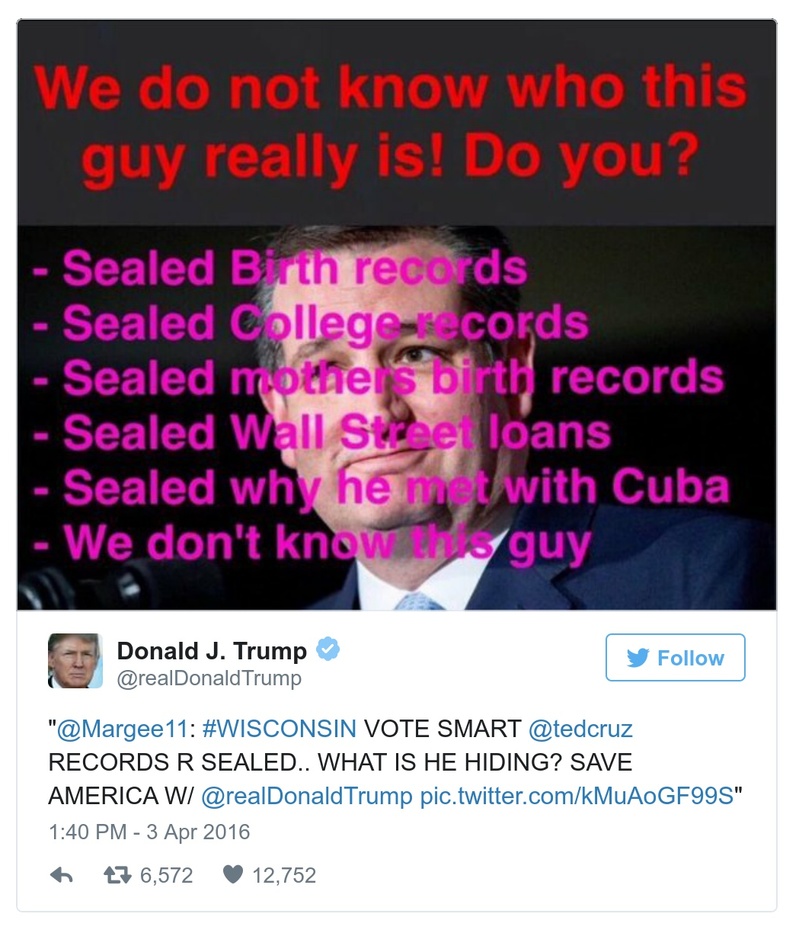 We do not know who this
guy really is! Do you?
- Sealed Birth records
- Sealed College records
- Sealed mothers birth records
- Sealed Wall Street loans
- Sealed why he met with Cuba
- We don't know this guy
Donald J. Trump
@realDonaldTrump
Follow
"@Margee11: #WISCONSIN VOTE SMART @tedcruz
RECORDS R SEALED.. WHAT IS HE HIDING? SAVE
AMERICA W/ @realDonaldTrump pic.twitter.com/kMuAoGF99S"
1:40 PM - 3 Apr 2016
6,572 12,752